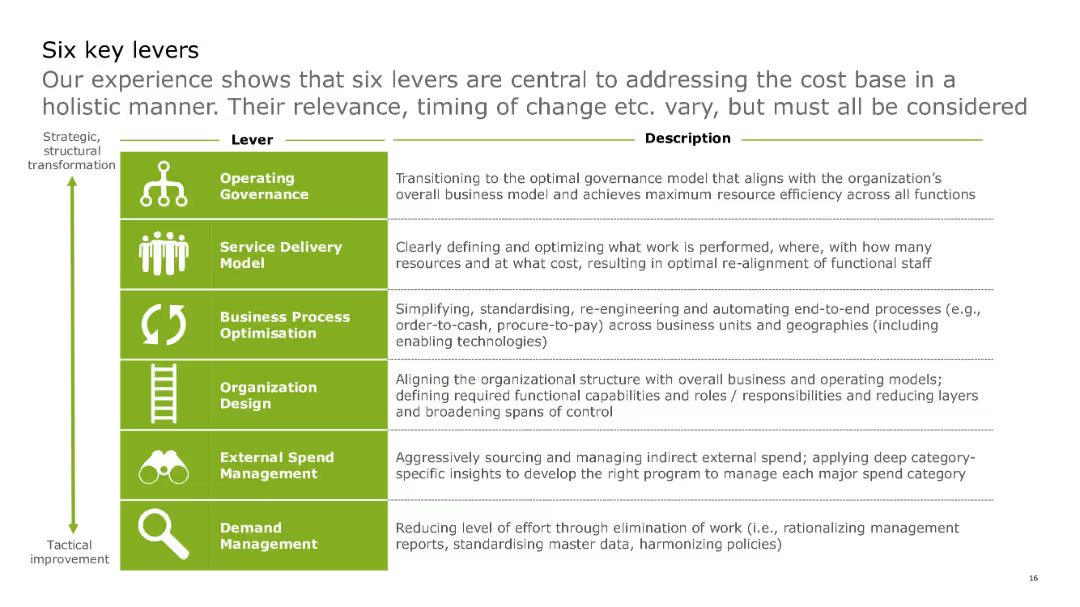 Six key levers
Our experience shows that six levers are central to addressing the cost base in a
holistic manner. Their relevance, timing of change etc. vary, but must all be considered
Strategic,
structural
transformation
Lever
Description
Operating
Governance
Transitioning to the optimal governance model that aligns with the organization’s
overall business model and achieves maximum resource efficiency across all functions
Service Delivery
Model
Clearly defining and optimizing what work is performed, where, with how many
resources and at what cost, resulting in optimal re-alignment of functional staff
Business Process
Optimisation
Simplifying, standardising, re-engineering and automating end-to-end processes (e.g.,
order-to-cash, procure-to-pay) across business units and geographies (including
enabling technologies)
Organization
Design
Aligning the organizational structure with overall business and operating models;
defining required functional capabilities and roles / responsibilities and reducing layers
and broadening spans of control
External Spend
Management
Aggressively sourcing and managing indirect external spend; applying deep category-
specific insights to develop the right program to manage each major spend category
Demand
Management
Reducing level of effort through elimination of work (i.e., rationalizing management
reports, standardising master data, harmonizing policies)
Tactical
improvement
16